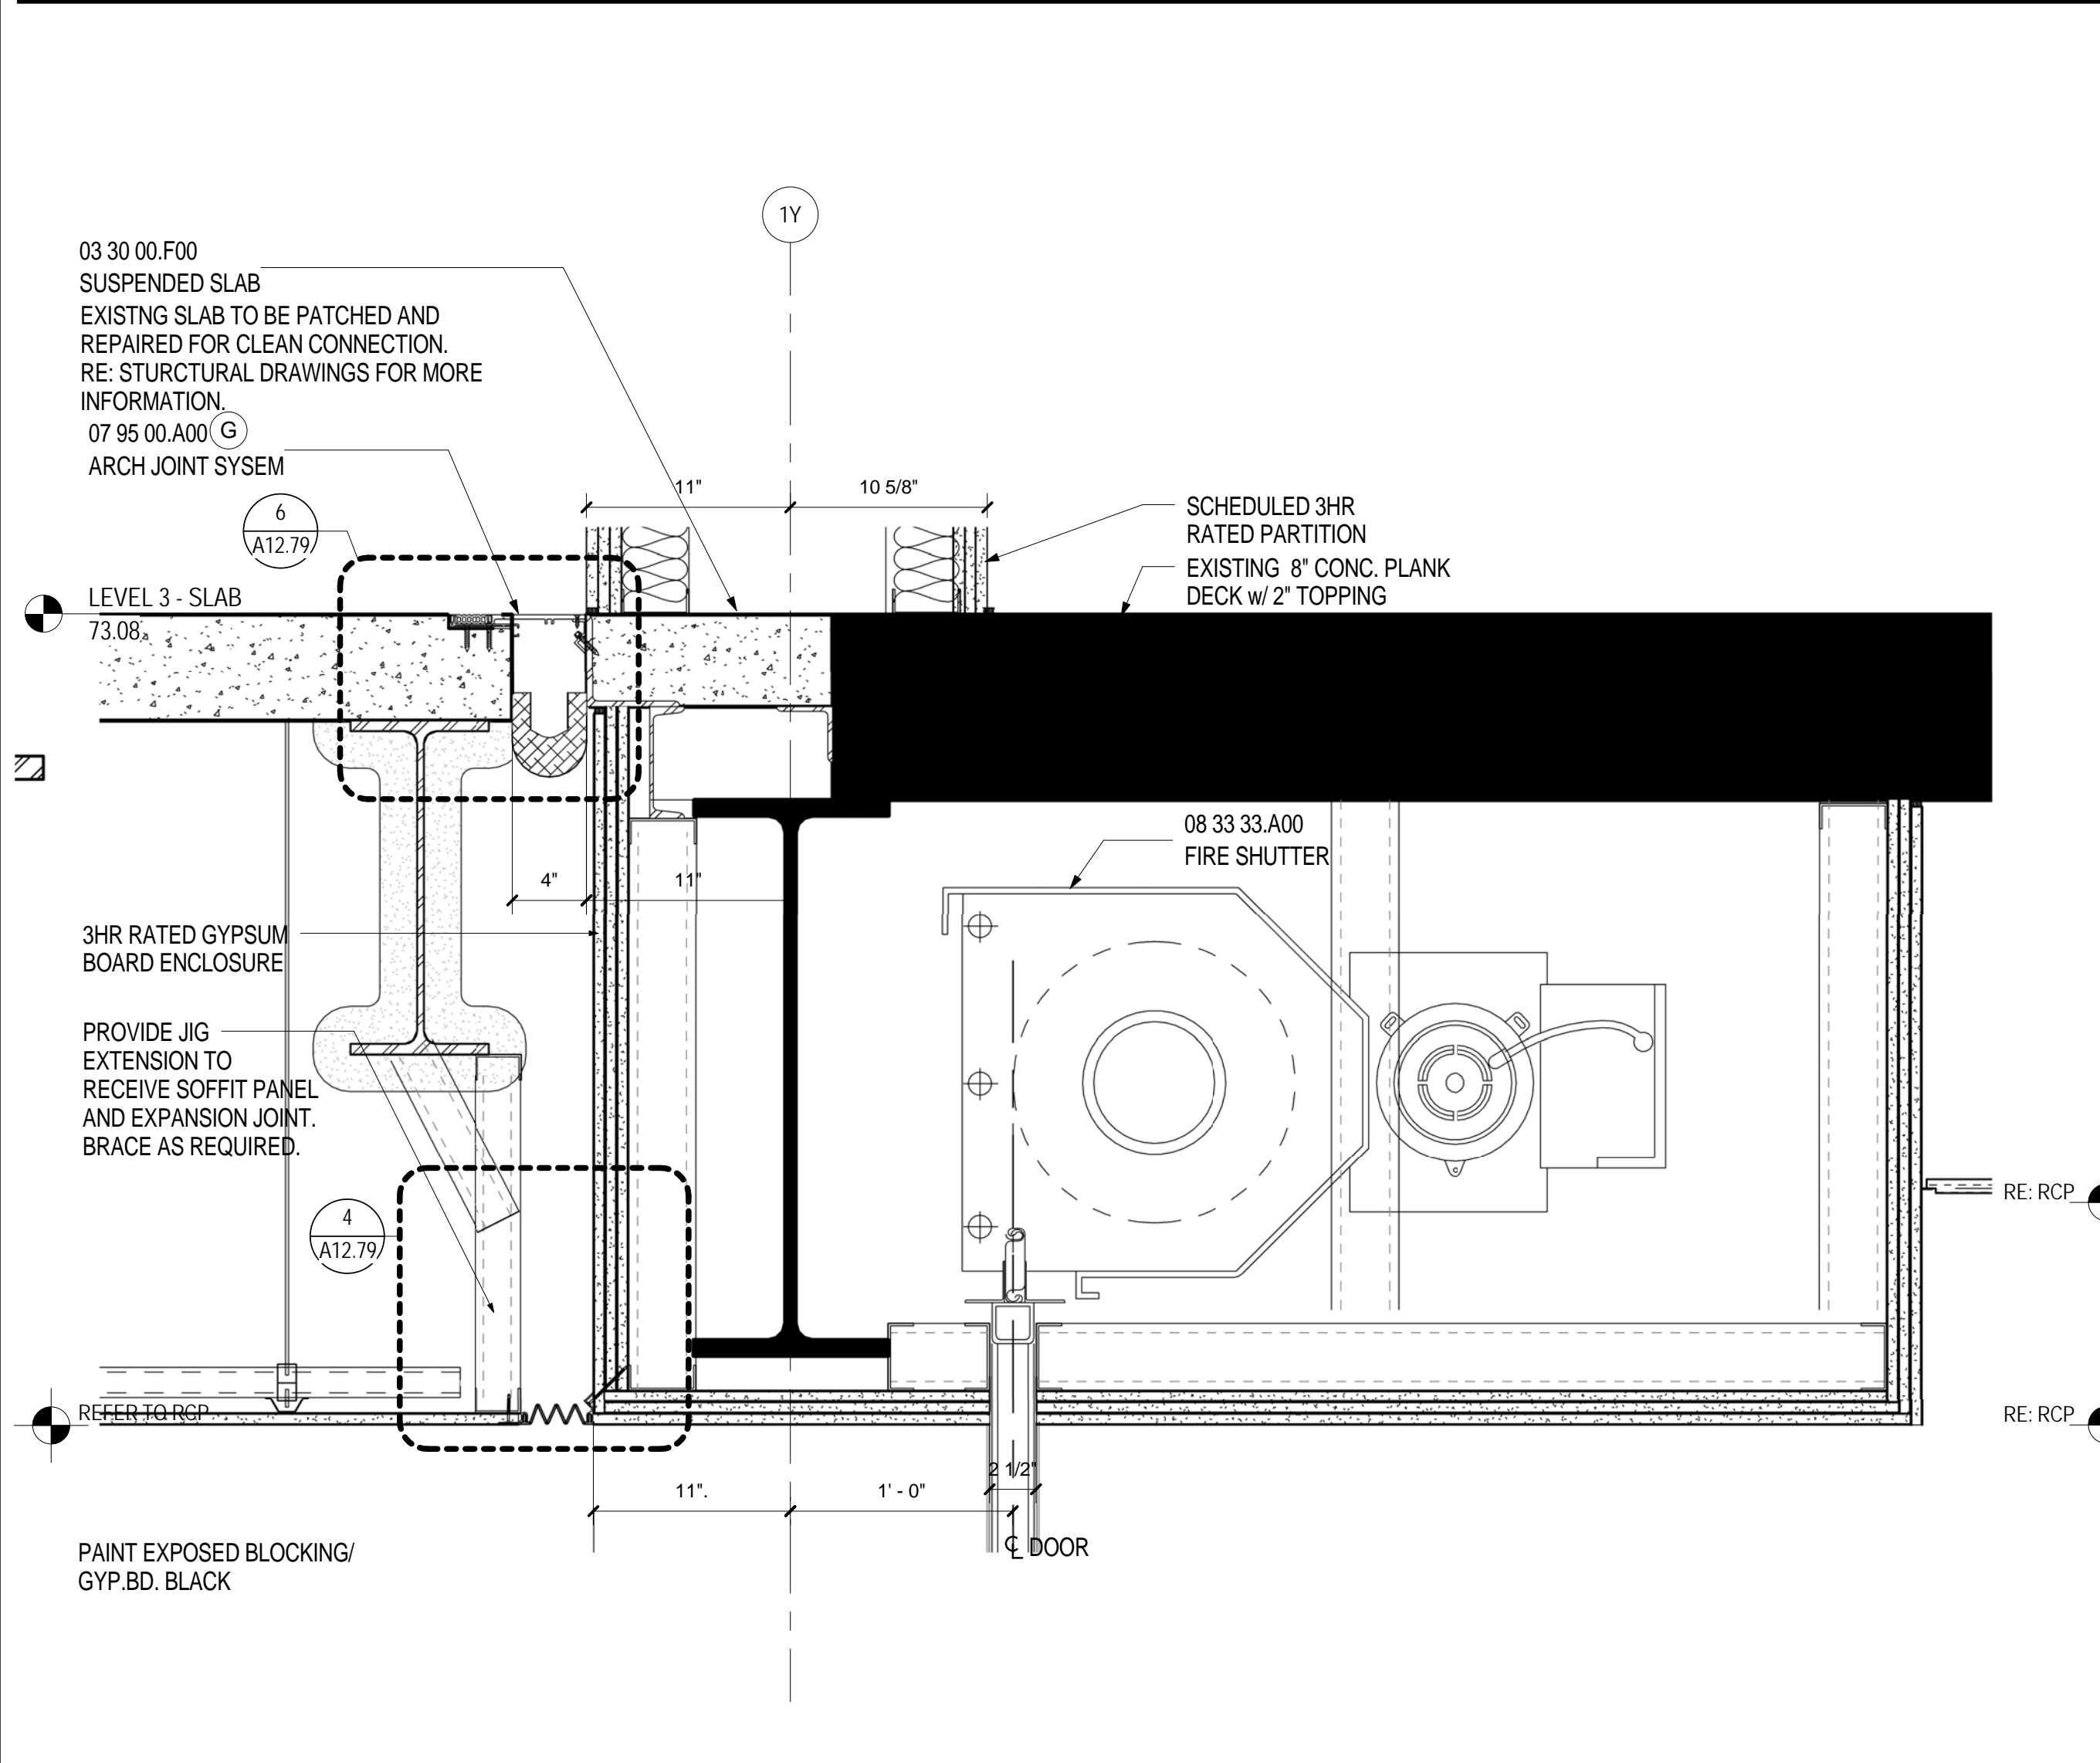 1Y
03 30 00.F00
SUSPENDED SLAB
EXISTNG SLAB TO BE PATCHED AND
REPAIRED FOR CLEAN CONNECTION.
RE: STURCTURAL DRAWINGS FOR MORE
INFORMATION.
07 95 00.A00 G
ARCH JOINT SYSEM
6
A12.79
11"
10 5/8"
SCHEDULED 3HR
RATED PARTITION
EXISTING 8" CONC. PLANK
DECK w/ 2" TOPPING
LEVEL 3 - SLAB
73.08
08 33 33.A00
FIRE SHUTTER
4"
11"
3HR RATED GYPSUM
BOARD ENCLOSURE
PROVIDE JIG
EXTENSION TO
RECEIVE SOFFIT PANEL
AND EXPANSION JOINT.
BRACE AS REQUIRED.
4
A12.79
RE: RCP
REFER TO RCP
RE: RCP
2 1/2"
11".
1' - 0"
℄ DOOR
PAINT EXPOSED BLOCKING/
GYP.BD. BLACK